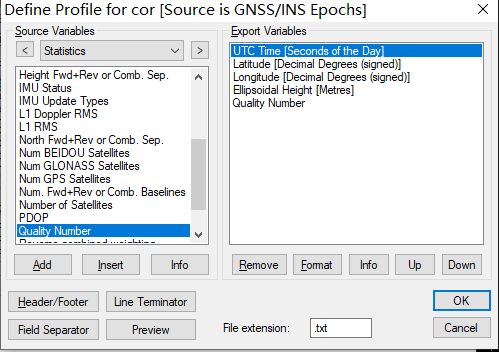 Define Profile for cor [Source is GNSS/INS Epochs]
Source Variables
Export Variables
<
Statistics
>
Height Fwd+Rev or Comb. Sep.
IMU Status
IMU Update Types
L1 Doppler RMS
L1 RMS
North Fwd+Rev or Comb. Sep.
Num BEIDOU Satellites
Num GLONASS Satellites
Num GPS Satellites
Num. Fwd+Rev or Comb. Baselines
Number of Satellites
PDOP
Quality Number
Reverse combined weighting
UTC Time [Seconds of the Day]
Latitude [Decimal Degrees (signed)]
Longitude [Decimal Degrees (signed)]
Ellipsoidal Height [Metres]
Quality Number
Add
Insert
Info
Remove
Format
Info
Up
Down
Header/Footer
Line Terminator
OK
Field Separator
Preview
File extension:
.txt
Cancel